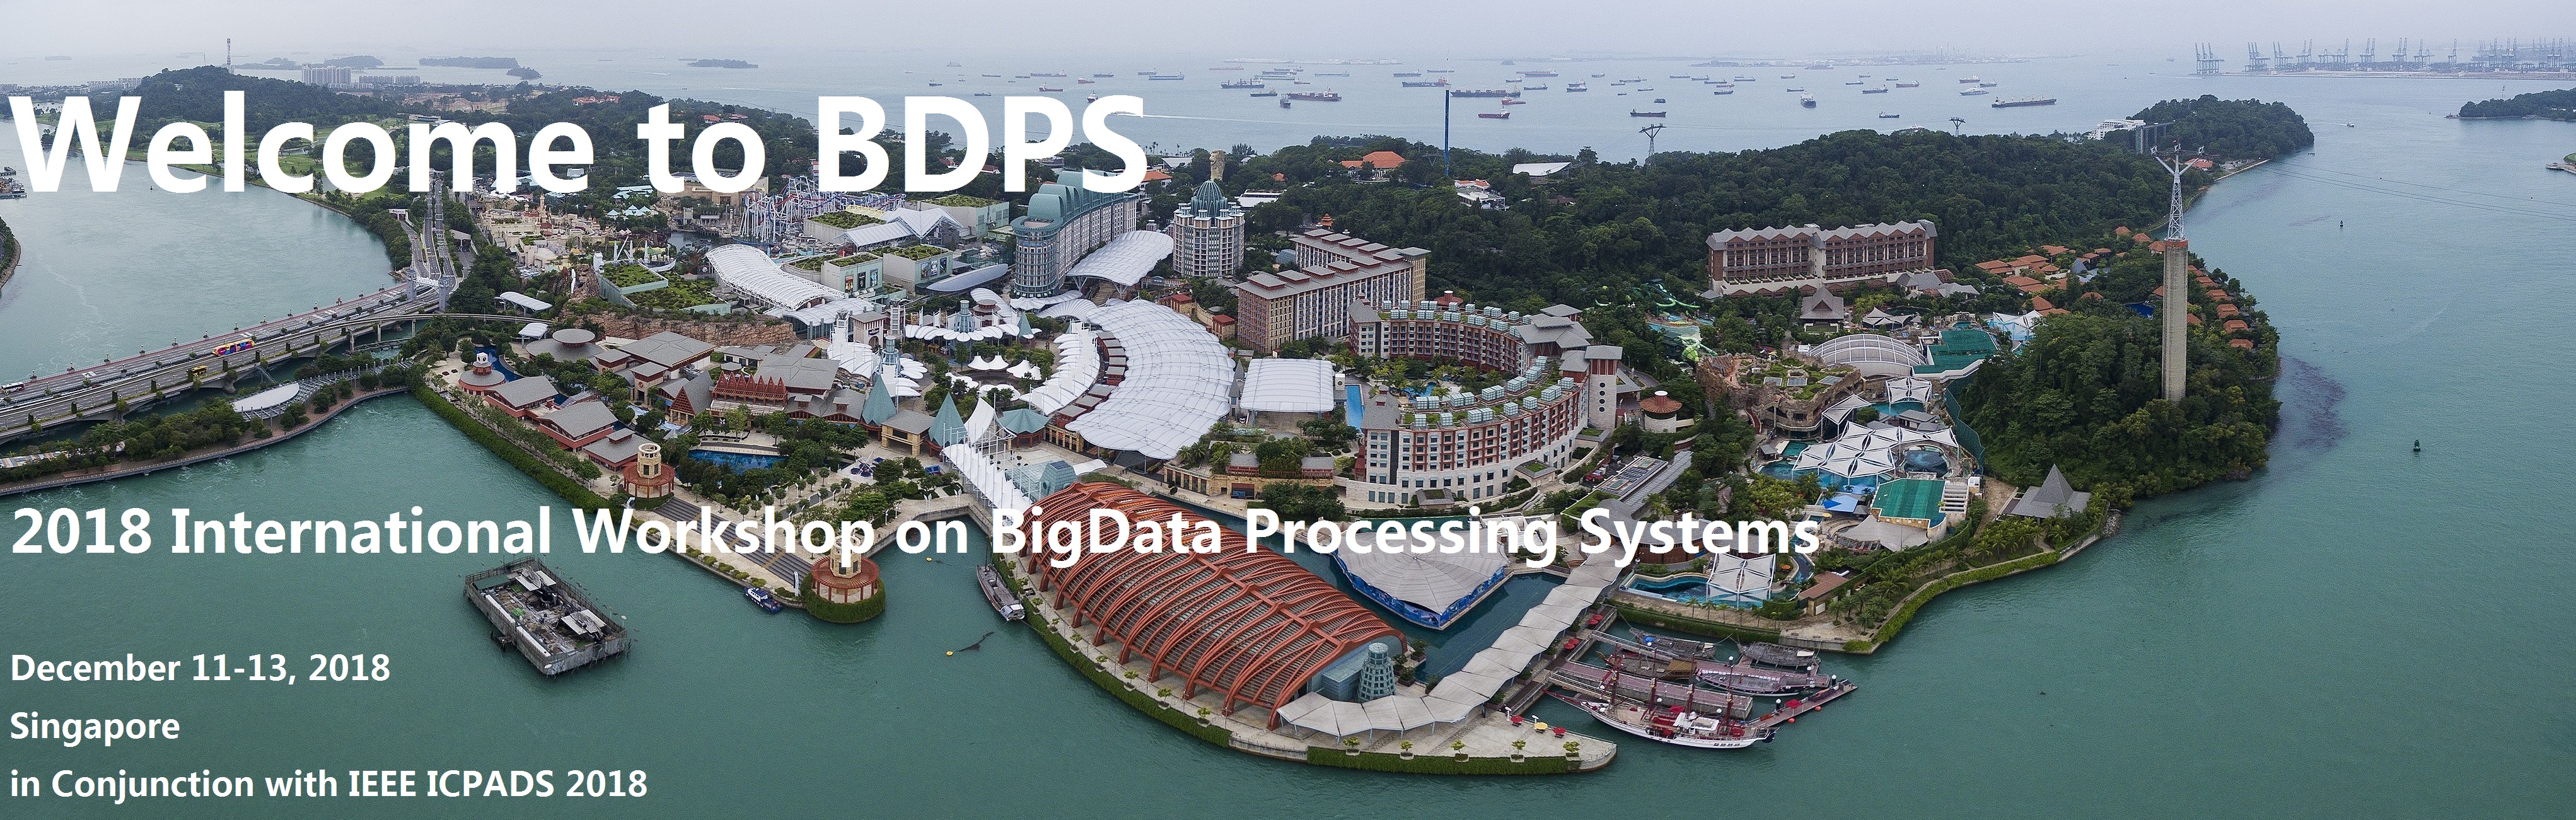 Welcome to BDPS
2018 International Workshop on BigData Processing Systems
December 11-13, 2018
Singapore
in Conjunction with IEEE ICPADS 2018